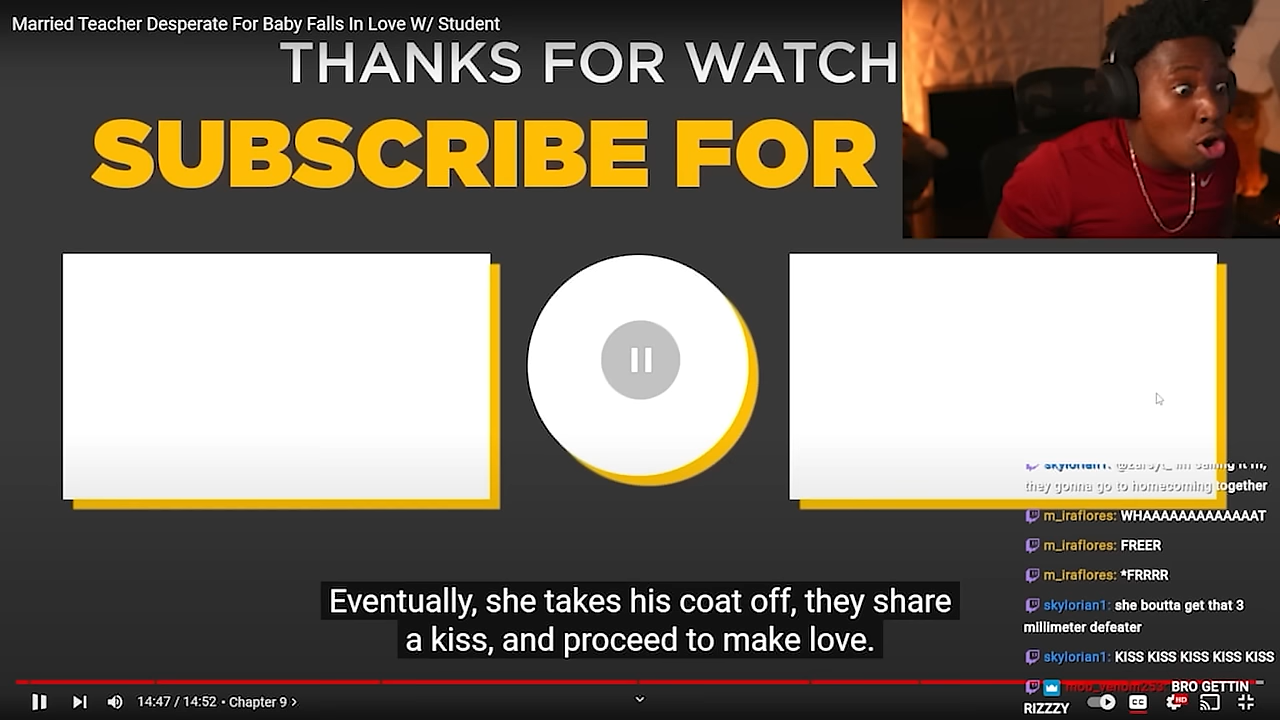 Married Teacher Desperate For Baby Falls In Love W/ Student
THANKS FOR WATCH
SUBSCRIBE FOR
they gonna go to homecoming together
m_iraflores: WHAAAAAAAAAAAAAT
m_iraflores: FREER
m_iraflores: *FRRRR
skylorian1: she boutta get that 3
millimeter defeater
skylorian1: KISS KISS KISS KISS KISS
BRO GETTIN
RIZZZY
Eventually, she takes his coat off, they share
a kiss, and proceed to make love.
14:47 / 14:52 • Chapter 9 >
CC
HD